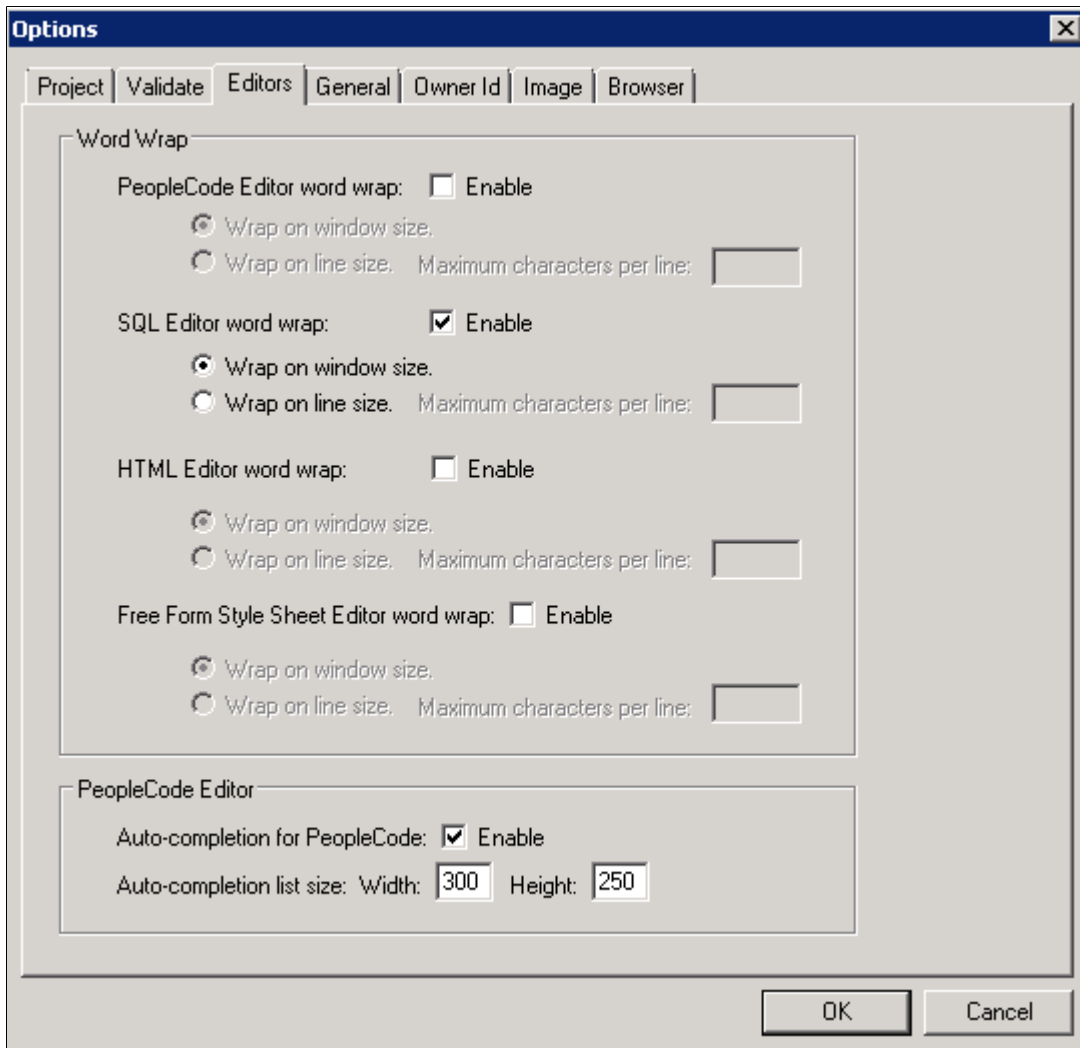 Options
Project Validate Editors General Owner Id Image Browser
Word Wrap
PeopleCode Editor word wrap: Enable
Wrap on window size.
Wrap on line size. Maximum characters per line:
SQL Editor word wrap: Enable
Wrap on window size.
Wrap on line size. Maximum characters per line:
HTML Editor word wrap: Enable
Wrap on window size.
Wrap on line size. Maximum characters per line:
Free Form Style Sheet Editor word wrap: Enable
Wrap on window size.
Wrap on line size. Maximum characters per line:
PeopleCode Editor
Auto-completion for PeopleCode: Enable
Auto-completion list size: Width: 300 Height: 250
OK Cancel